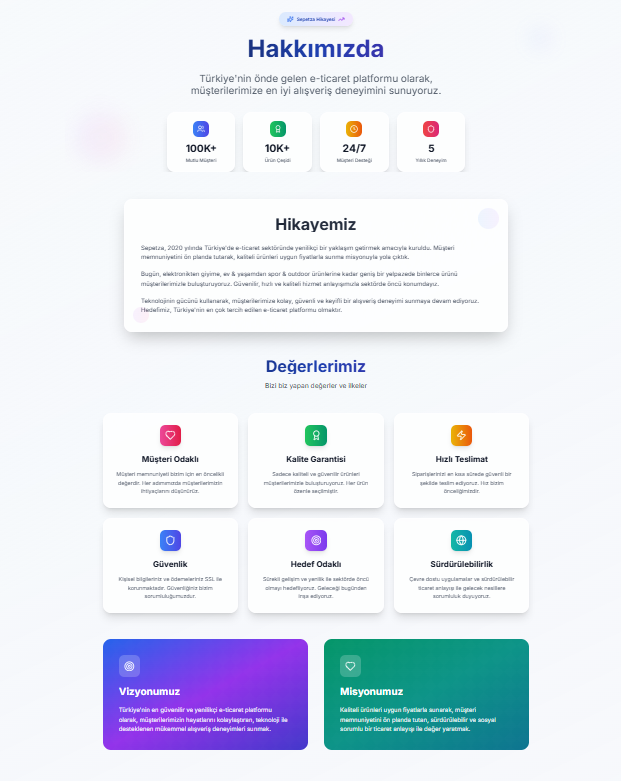 Sepetza Hikayesi
Hakkımızda
Türkiye'nin önde gelen e-ticaret platformu olarak,
müşterilerimize en iyi alışveriş deneyimini sunuyoruz.
100K+
Mutlu Müşteri
10K+
Ürün Çeşidi
24/7
Müşteri Desteği
5
Yıllık Deneyim
Hikayemiz
Sepetza, 2020 yılında Türkiye'de e-ticaret sektöründe yenilikçi bir yaklaşım getirmek amacıyla kuruldu. Müşteri
memnuniyetini ön planda tutarak, kaliteli ürünleri uygun fiyatlarla sunma misyonuyla yola çıktık.
Bugün, elektronikten giyime, ev & yaşamdan spor & outdoor ürünlerine kadar geniş bir yelpazede binlerce ürünü
müşterilerimizle buluşturuyoruz. Güvenilir, hızlı ve kaliteli hizmet anlayışımızla sektörde öncü konumdayız.
Teknolojinin gücünü kullanarak, müşterilerimize kolay, güvenli ve keyifli bir alışveriş deneyimi sunmaya devam ediyoruz.
Hedefimiz, Türkiye'nin en çok tercih edilen e-ticaret platformu olmaktır.
Değerlerimiz
Bizi biz yapan değerler ve ilkeler
Müşteri Odaklı
Müşteri memnuniyeti bizim için en öncelikli
değerdir. Her adımımızda müşterilerimizin
ihtiyaçlarını düşünürüz.
Kalite Garantisi
Sadece kaliteli ve güvenilir ürünleri
müşterilerimizle buluşturuyoruz. Her ürün
özenle seçilmiştir.
Hızlı Teslimat
Siparişlerinizi en kısa sürede güvenli bir
şekilde teslim ediyoruz. Hız bizim
önceliğimizdir.
Güvenlik
Kişisel bilgileriniz ve ödemeleriniz SSL ile
korunmaktadır. Güvenliğiniz bizim
sorumluluğumuzdur.
Hedef Odaklı
Sürekli gelişim ve yenilik ile sektörde öncü
olmayı hedefliyoruz. Geleceği bugünden
inşa ediyoruz.
Sürdürülebilirlik
Çevre dostu uygulamalar ve sürdürülebilir
ticaret anlayışı ile gelecek nesillere
sorumluluk duyuyoruz.
Vizyonumuz
Türkiye'nin en güvenilir ve yenilikçi e-ticaret platformu
olarak, müşterilerimizin hayatlarını kolaylaştıran, teknoloji ile
desteklenen mükemmel alışveriş deneyimleri sunmak.
Misyonumuz
Kaliteli ürünleri uygun fiyatlarla sunarak, müşteri
memnuniyetini ön planda tutan, sürdürülebilir ve sosyal
sorumlu bir ticaret anlayışı ile değer yaratmak.